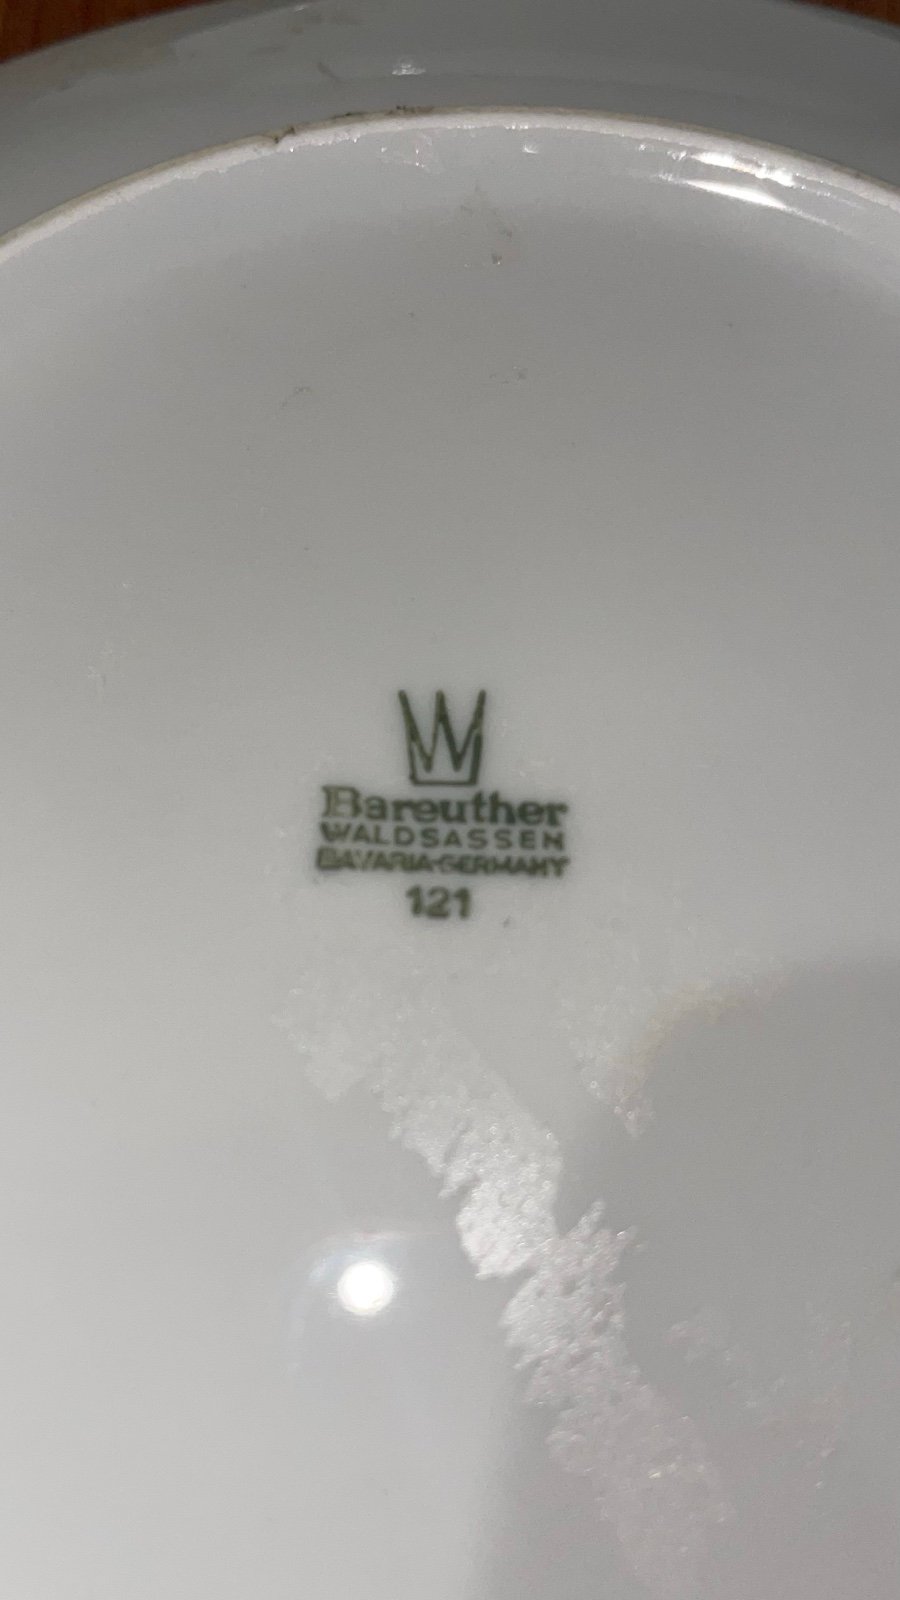 W
Bareuther
WALDSASSEN
BAVARIA-GERMANY
121